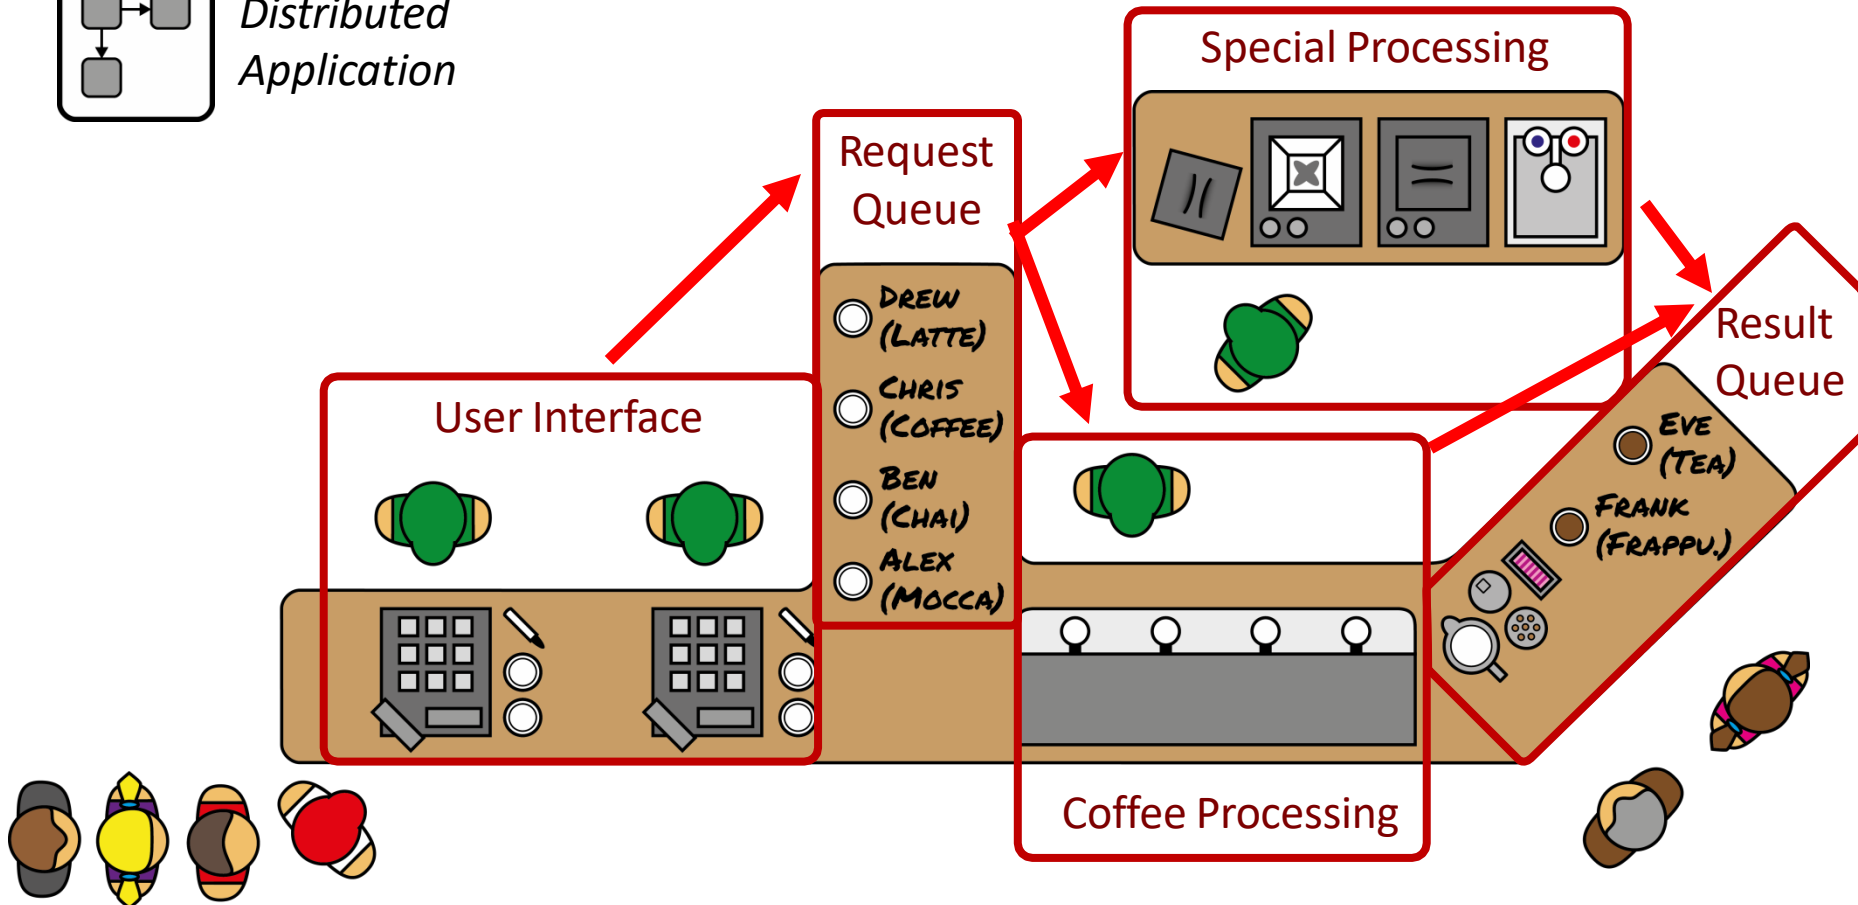 Distributed
Application
Special Processing
Request
Queue
DREW
(LATTE)
CHRIS
(COFFEE)
BEN
(CHAI)
ALEX
(MOCCA)
User Interface
Result
Queue
EVE
(TEA)
FRANK
(FRAPPU.)
Coffee Processing